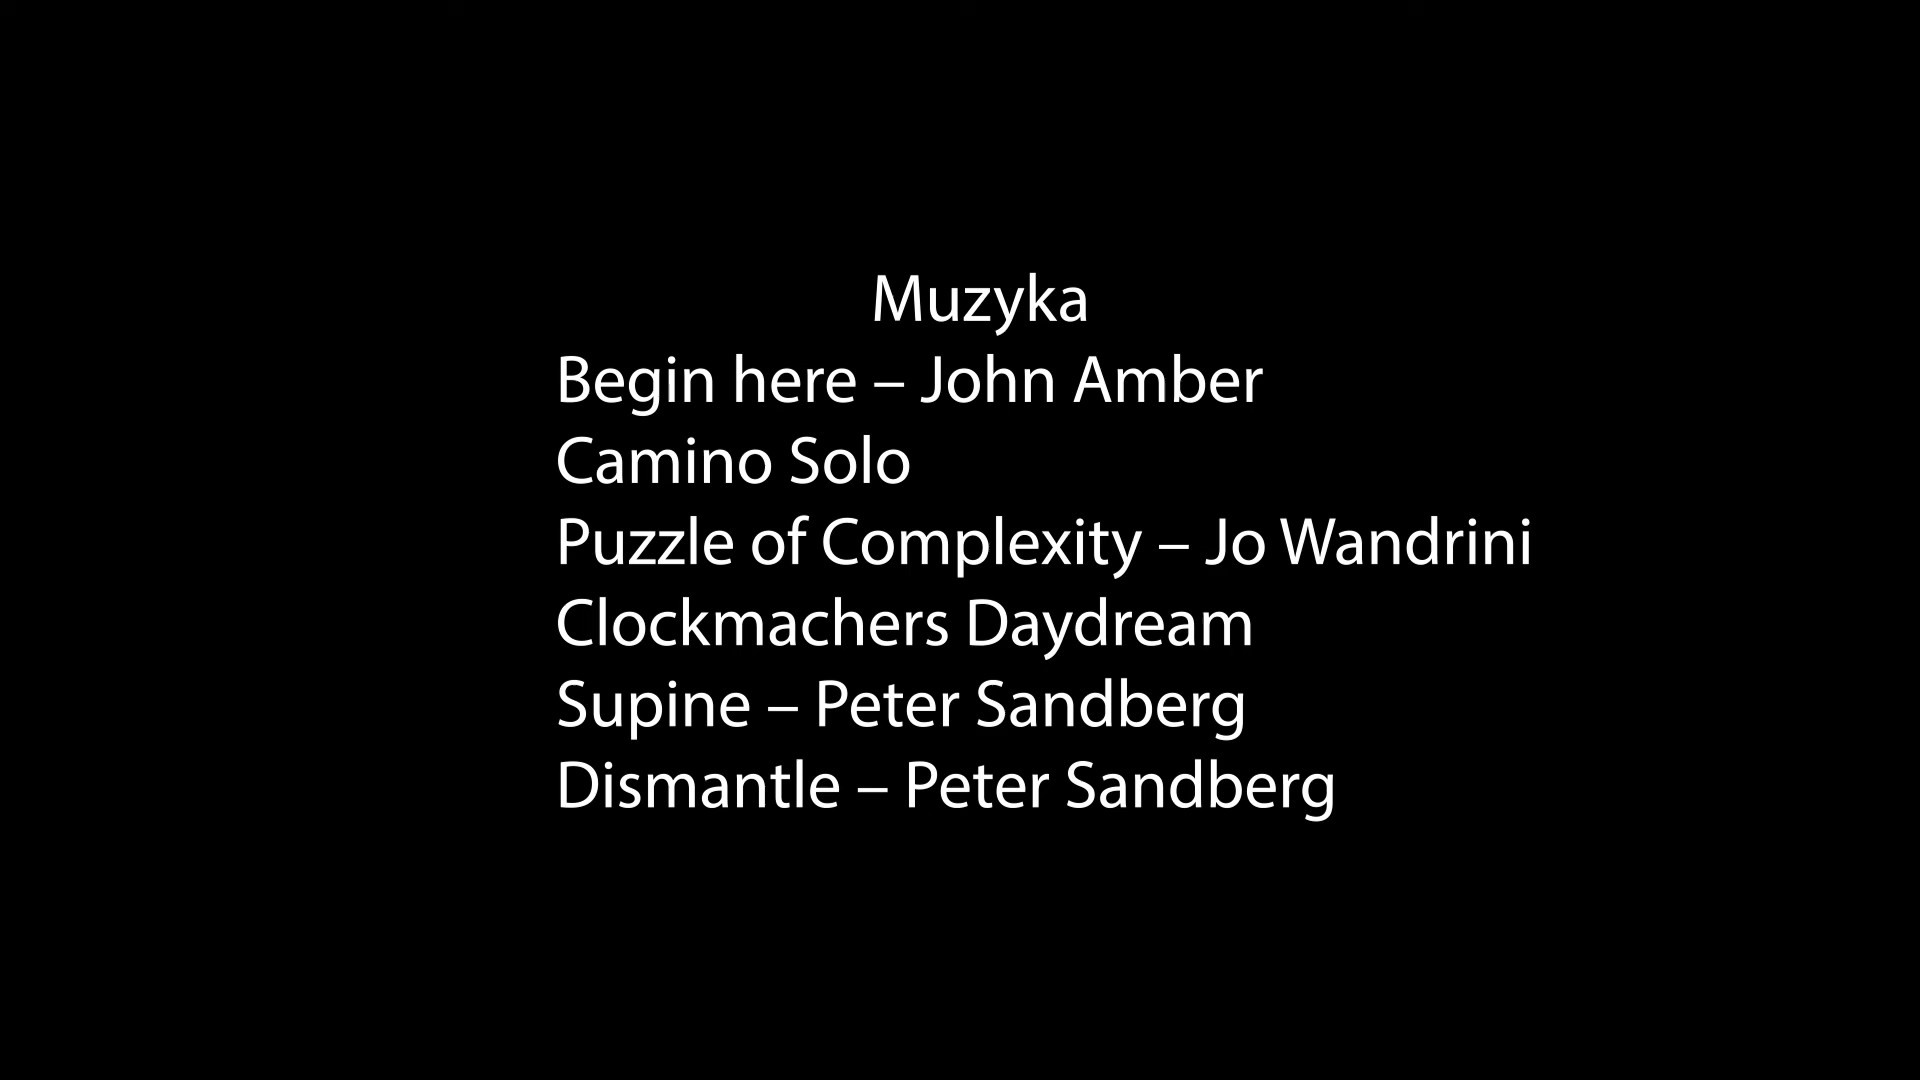 Muzyka
Begin here – John Amber
Camino Solo
Puzzle of Complexity – Jo Wandrini
Clockmachers Daydream
Supine – Peter Sandberg
Dismantle – Peter Sandberg